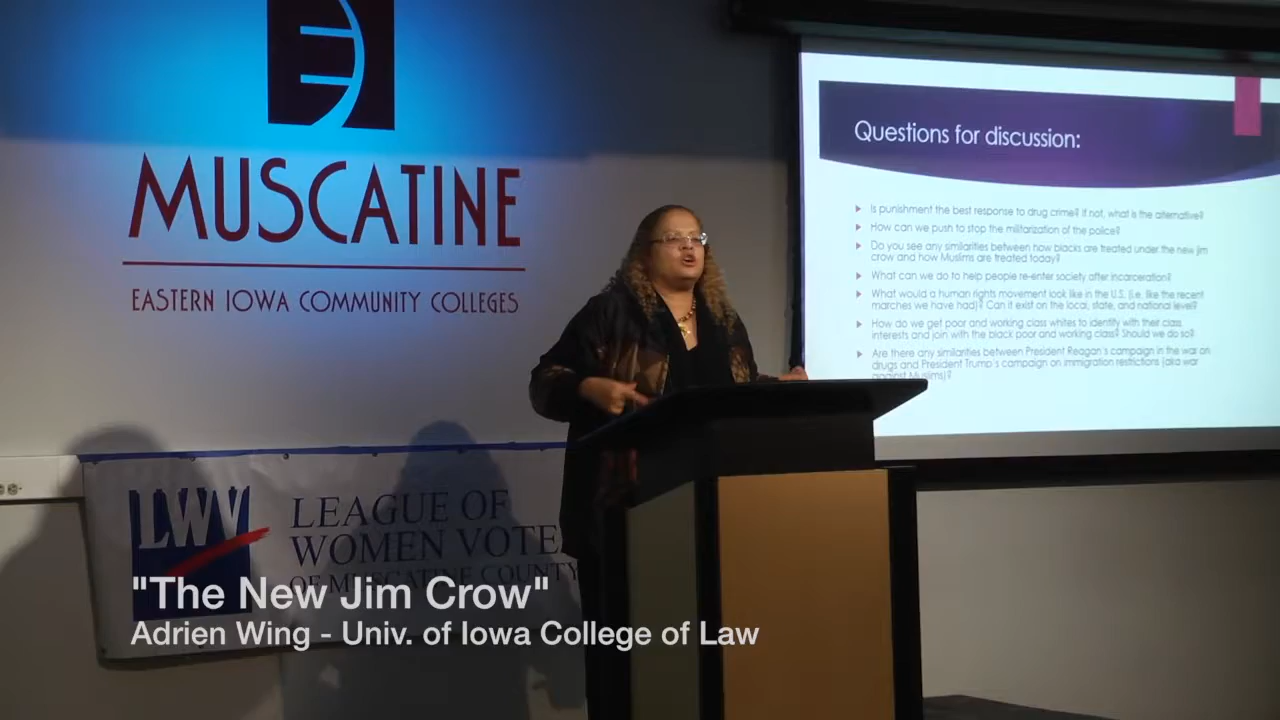 MUSCATINE
EASTERN IOWA COMMUNITY COLLEGES
Questions for discussion:
Is punishment the best response to drug crime? If not, what is the alternative?
How can we push to stop the militarization of the police?
Do you see any similarities between how blacks are treated under the new jim
crow and how Muslims are treated today?
What can we do to help people re-enter society after incarceration?
What would a human rights movement look like in the U.S. (i.e. like the recent
marches we have had)? Can it exist on the local, state, and national level?
How do we get poor and working class whites to identify with their class
interests and join with the black poor and working class? Should we do so?
Are there any similarities between President Reagan's campaign in the war on
drugs and President Trump's campaign on immigration restrictions (aka war
against Muslims)?
LWV
LEAGUE OF
WOMEN VOTE
OF MUSCATINE COUNTY
"The New Jim Crow"
Adrien Wing - Univ. of Iowa College of Law